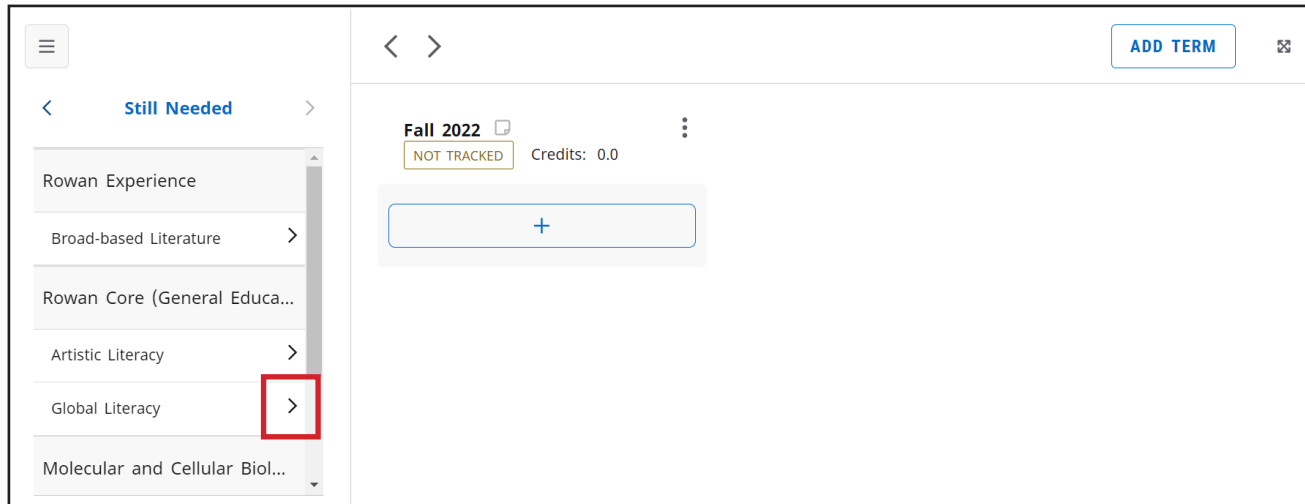 ADD TERM
Still Needed
Rowan Experience
Broad-based Literature
Rowan Core (General Educa...
Artistic Literacy
Global Literacy
Molecular and Cellular Biol...
Fall 2022
NOT TRACKED Credits: 0.0
+